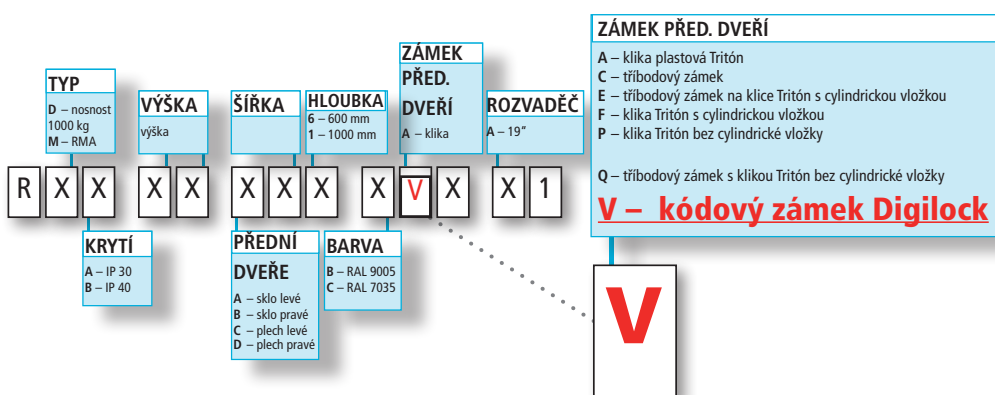 TYP
D – nosnost
1000 kg
M – RMA
VÝŠKA
výška
ŠÍŘKA
HLOUBKA
6 – 600 mm
1 – 1000 mm
ZÁMEK
PŘED.
DVEŘÍ
A – klika
ROZVADĚČ
A – 19"
R X X X X X X X X V X X 1
KRYTÍ
A – IP 30
B – IP 40
PŘEDNÍ
DVEŘE
A – sklo levé
B – sklo pravé
C – plech levé
D – plech pravé
BARVA
B – RAL 9005
C – RAL 7035
ZÁMEK PŘED. DVEŘÍ
A – klika plastová Tritón
C – tříbodový zámek
E – tříbodový zámek na klice Tritón s cylindrickou vložkou
F – klika Tritón s cylindrickou vložkou
P – klika Tritón bez cylindrické vložky
Q – tříbodový zámek s klikou Tritón bez cylindrické vložky
V – kódový zámek Digilock
V